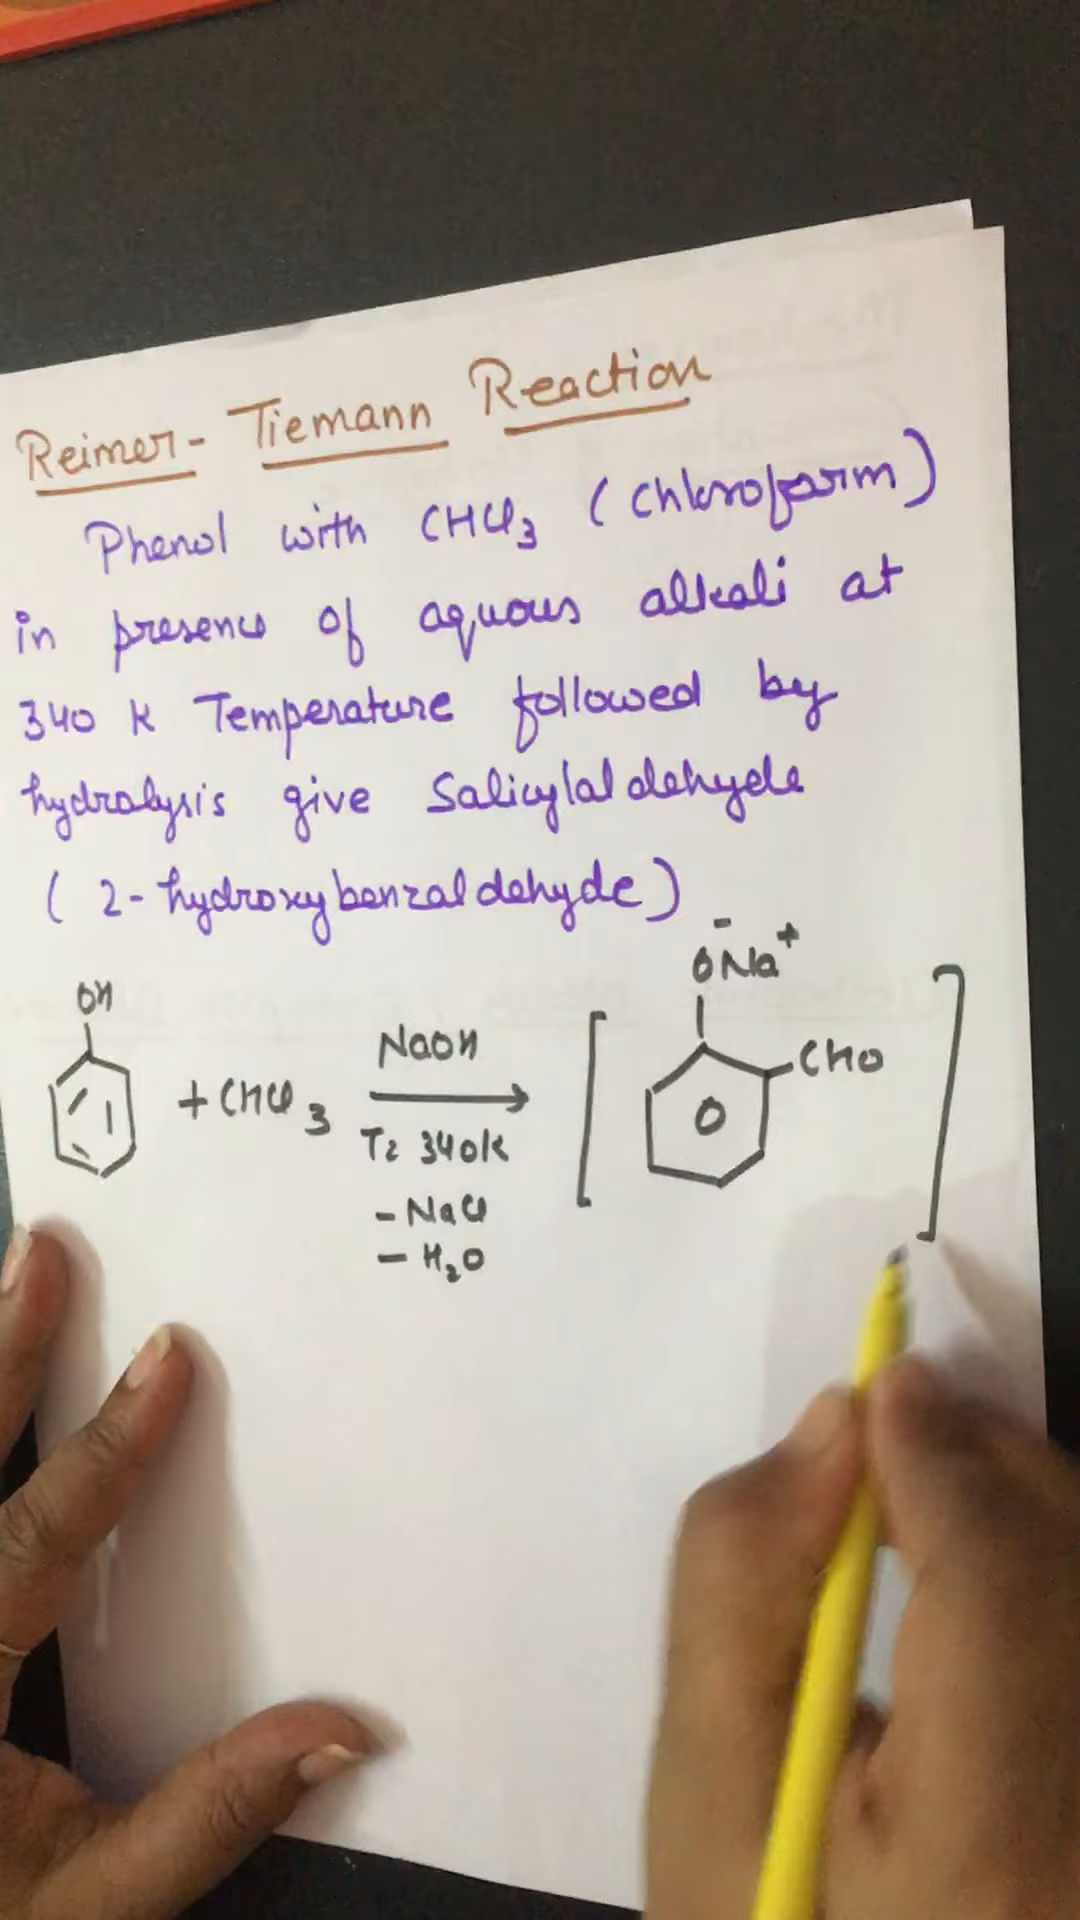 Reimer-Tiemann Reaction
Phenol with CHCl3 (Chloroform)
in presence of aquous alkali at
340 K Temperature followed by
hydrolysis give Salicylaldehyde
(2-hydroxybenzaldehyde)
OH
+ CHCl3
NaOH
T= 340K
- NaCl
- H2O
[
O-Na+
CHO
]